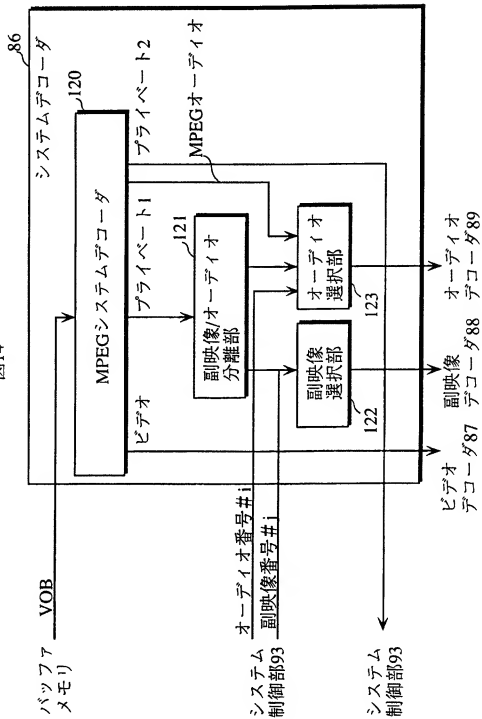 図14
86
システムデコーダ
バッファ
メモリ
VOB
120
MPEGシステムデコーダ
ビデオ
プライベート1
プライベート2
MPEGオーディオ
121
副映像/オーディオ
分離部
オーディオ番号#i
副映像番号#i
システム
制御部93
副映像
選択部
122
オーディオ
選択部
123
システム
制御部93
ビデオ
デコーダ87
副映像
デコーダ88
オーディオ
デコーダ89